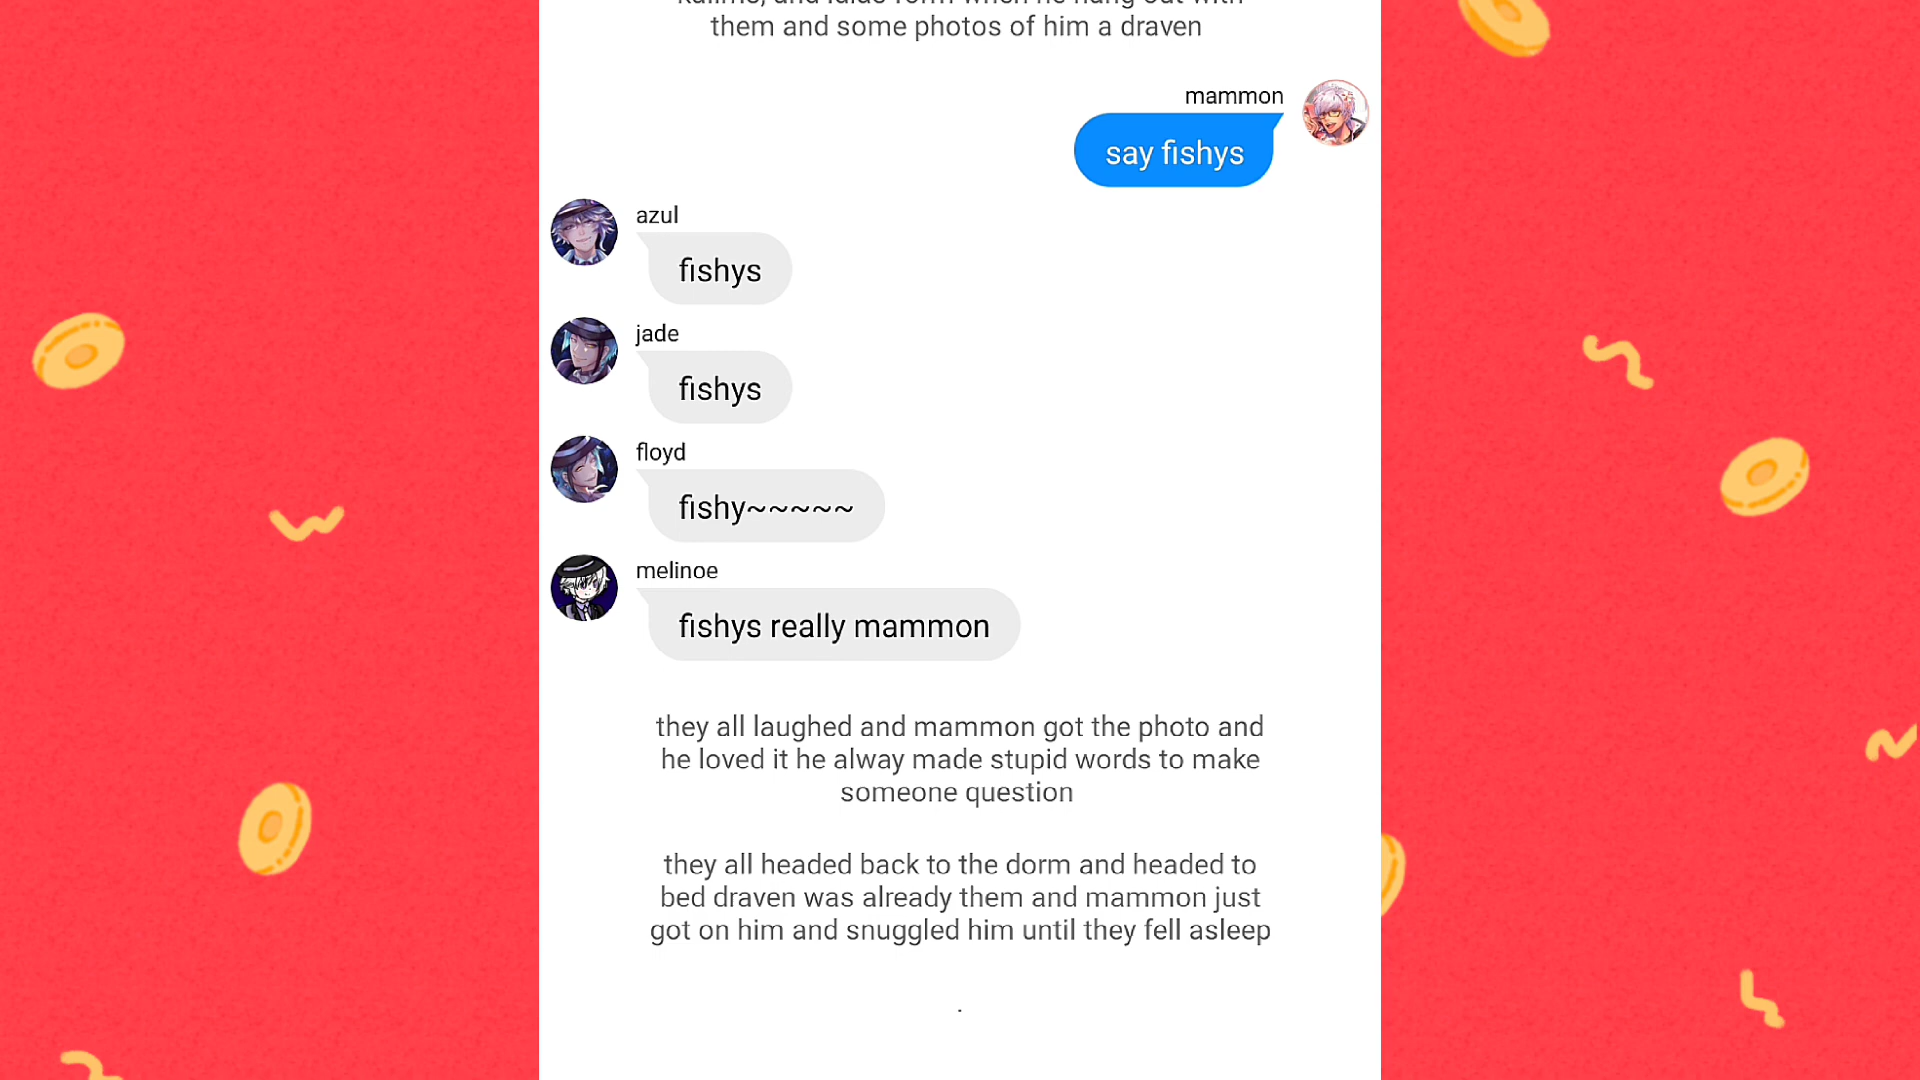 them and some photos of him a draven
mammon
say fishys
azul
fishys
jade
fishys
floyd
fishy~~~~~
melinoe
fishys really mammon
they all laughed and mammon got the photo and
he loved it he alway made stupid words to make
someone question
they all headed back to the dorm and headed to
bed draven was already them and mammon just
got on him and snuggled him until they fell asleep
.